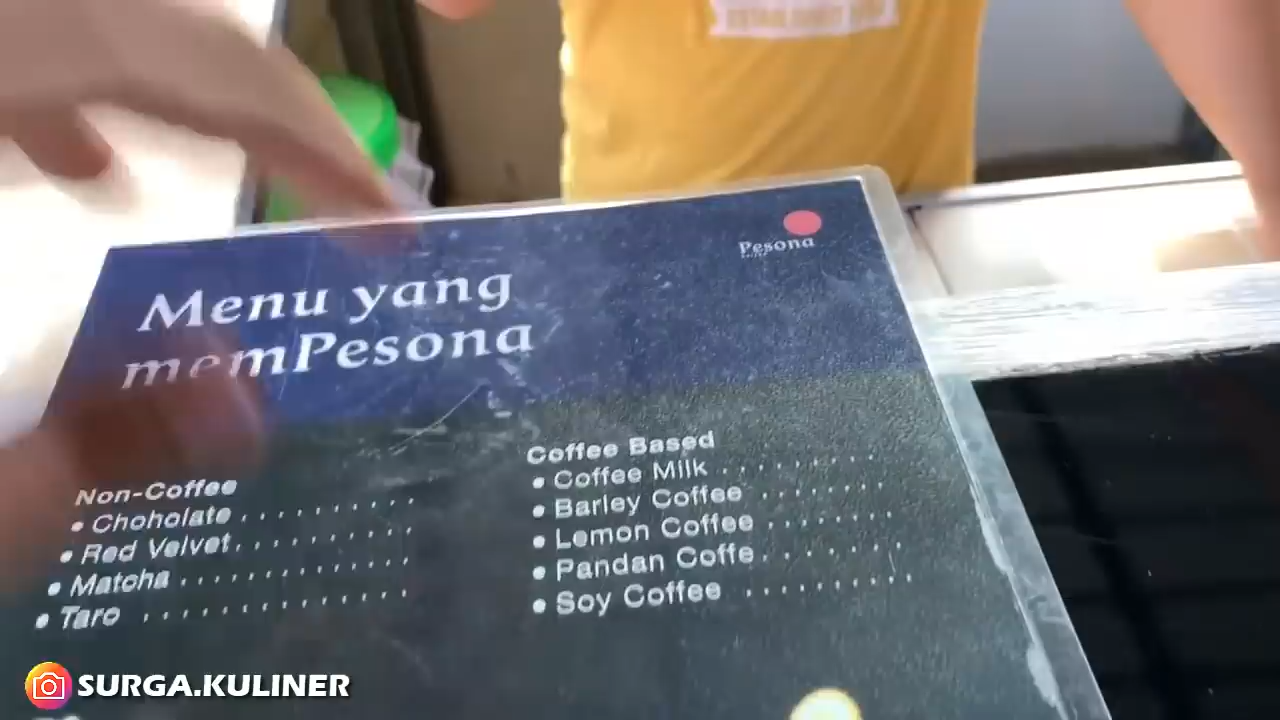 Pesona
Menu yang
memPesona
Non-Coffee
• Choholate . . . . . . . . . .
• Red Velvet . . . . . . . . . .
• Matcha . . . . . . . . . . . . .
• Taro . . . . . . . . . . . . . . .
Coffee Based
• Coffee Milk . . . . . . . . .
• Barley Coffee . . . . . . .
• Lemon Coffee . . . . . . .
• Pandan Coffe . . . . . . .
• Soy Coffee . . . . . . . . . .
SURGA.KULINER